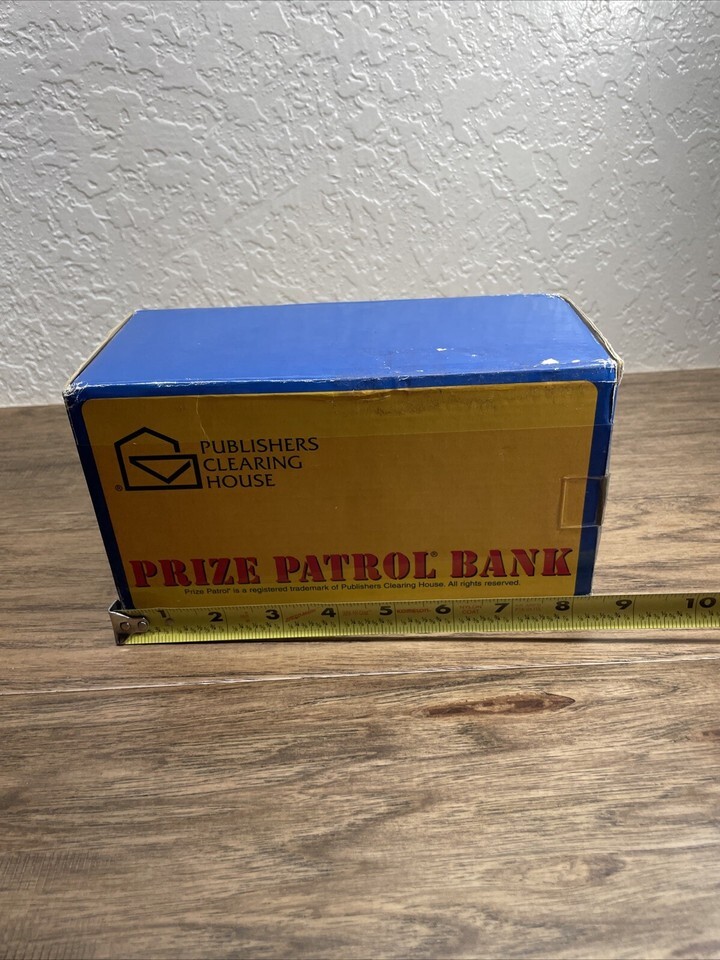 PUBLISHERS
CLEARING
HOUSE
®
PRIZE PATROL® BANK
Prize Patrol® is a registered trademark of Publishers Clearing House. All rights reserved.
1 2 3 4 5 6 7 8 9 10